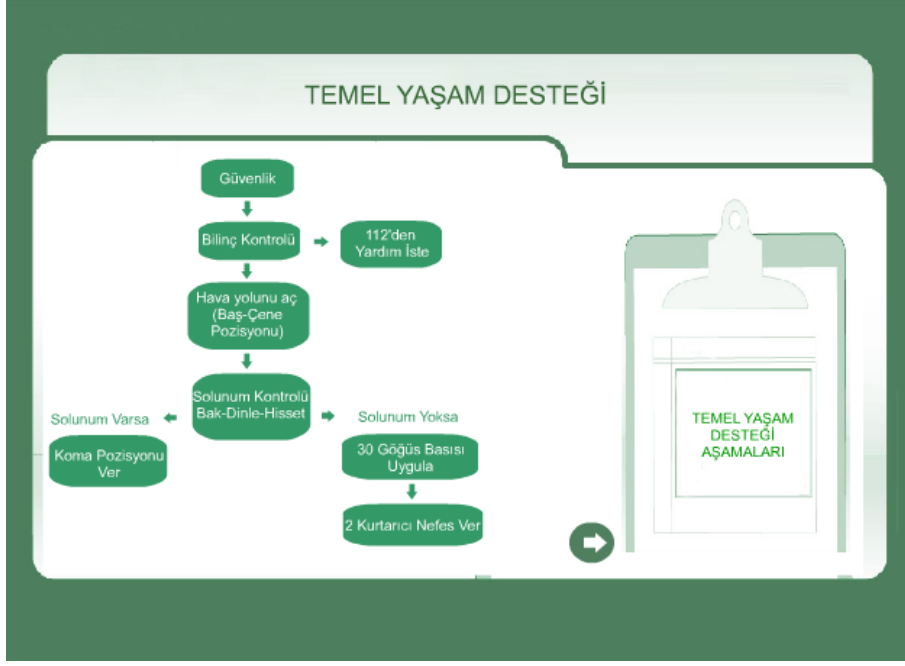 TEMEL YAŞAM DESTEĞİ
Güvenlik
Bilinç Kontrolü
112'den
Yardım İste
Hava yolunu aç
(Baş-Çene
Pozisyonu)
Solunum Kontrolü
Bak-Dinle-Hisset
Solunum Varsa
Koma Pozisyonu
Ver
Solunum Yoksa
30 Göğüs Basısı
Uygula
2 Kurtarıcı Nefes Ver
TEMEL YAŞAM
DESTEĞİ
AŞAMALARI